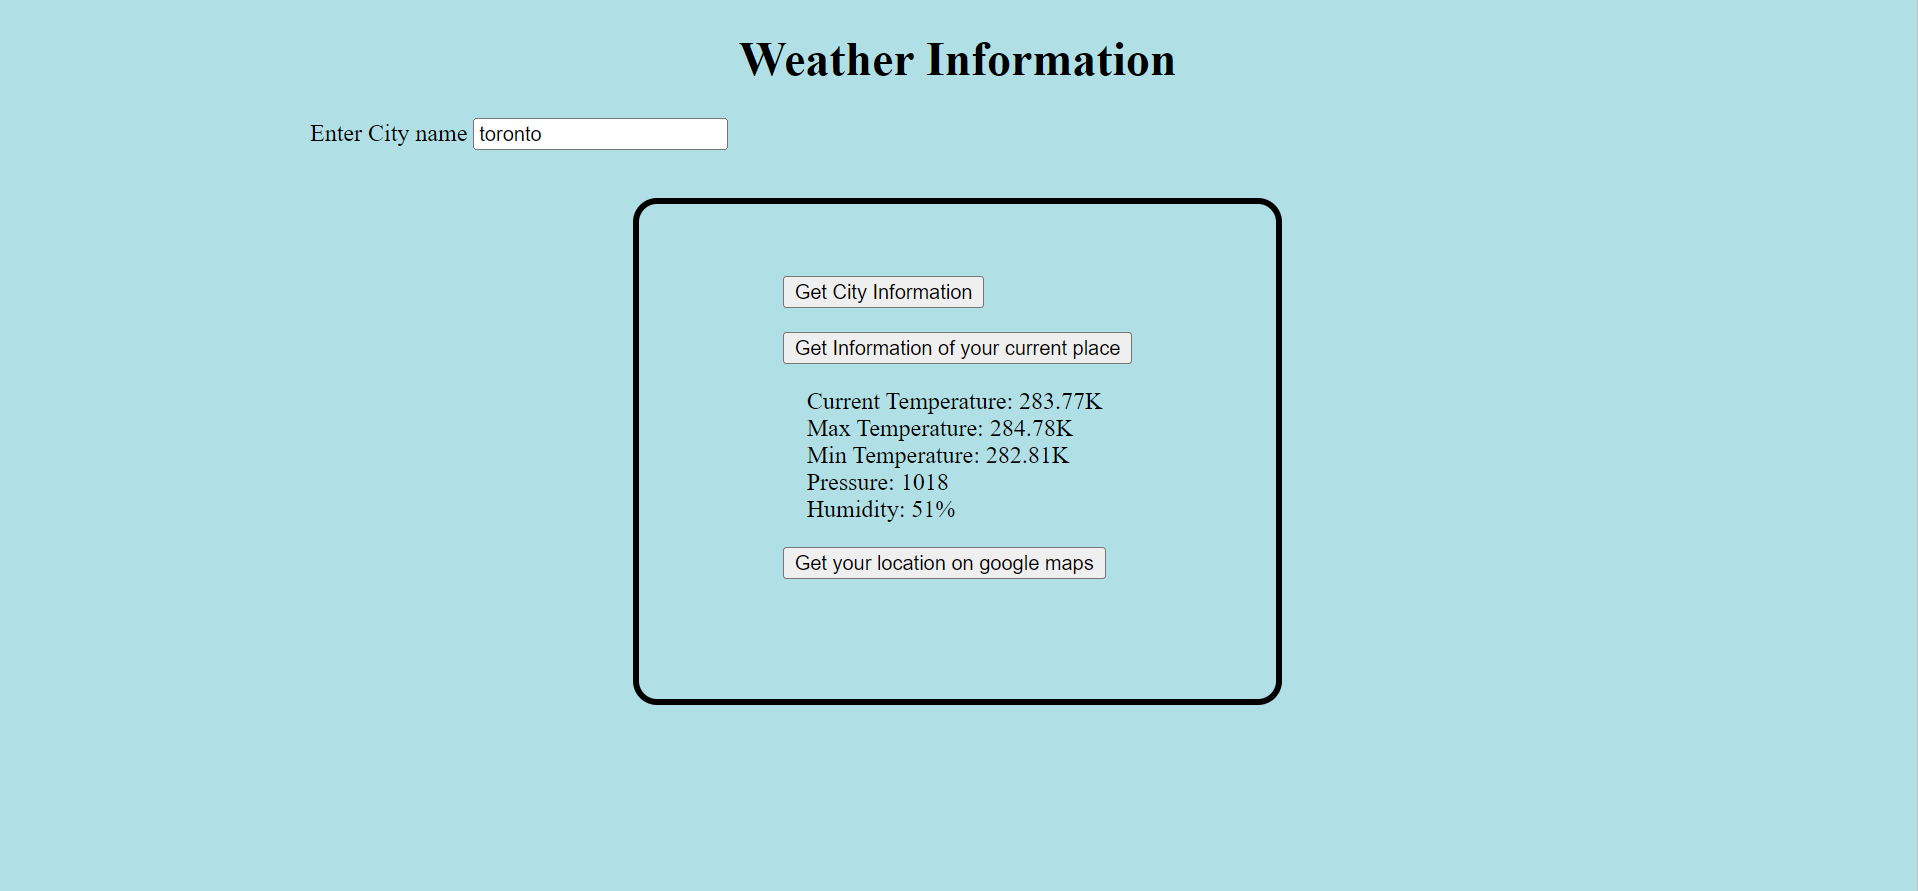 Weather Information
Enter City name toronto
Get City Information
Get Information of your current place
Current Temperature: 283.77K
Max Temperature: 284.78K
Min Temperature: 282.81K
Pressure: 1018
Humidity: 51%
Get your location on google maps